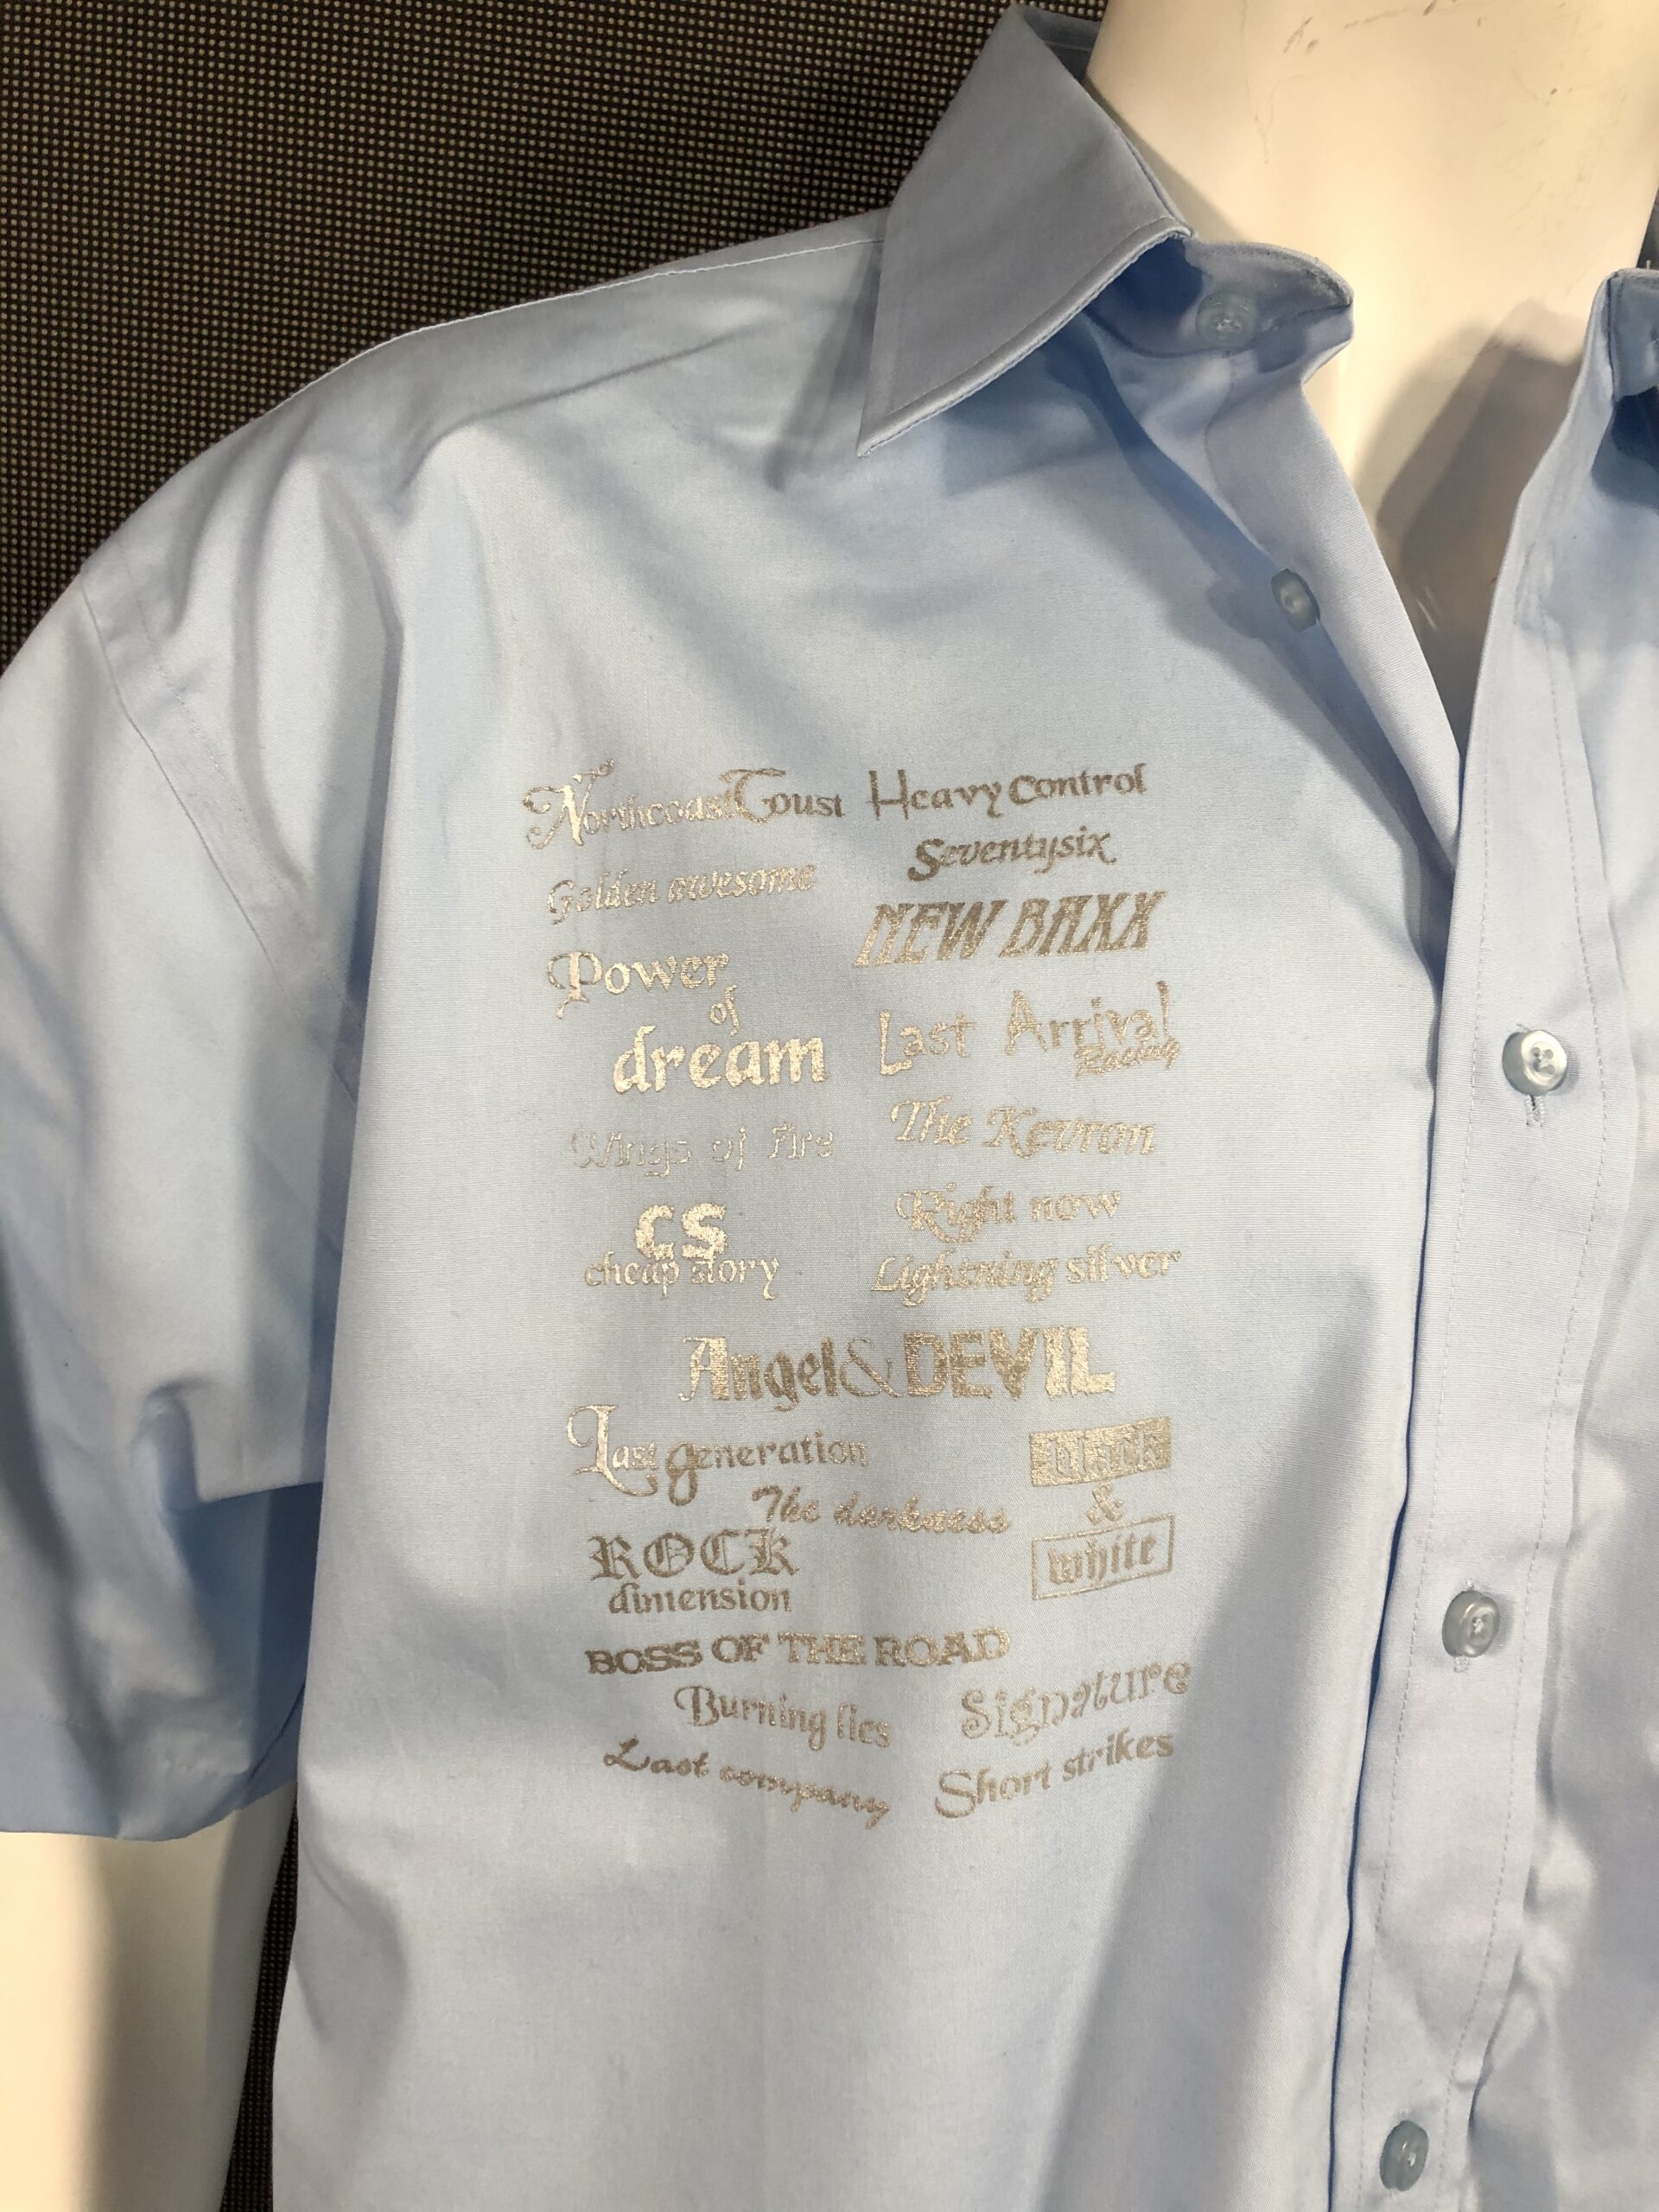 Northcoast Toust Heavy Control
Seventysix
Golden awesome
NEW BAXX
Power
of
dream
Last Arrival
Racing
The Kevron
Wings of Fire
Right now
CS
cheap story
Lightning silver
Angel & DEVIL
Last generation
black
&
white
The darkness
ROCK
dimension
BOSS OF THE ROAD
Burning lies
Signature
Last company
Short strikes